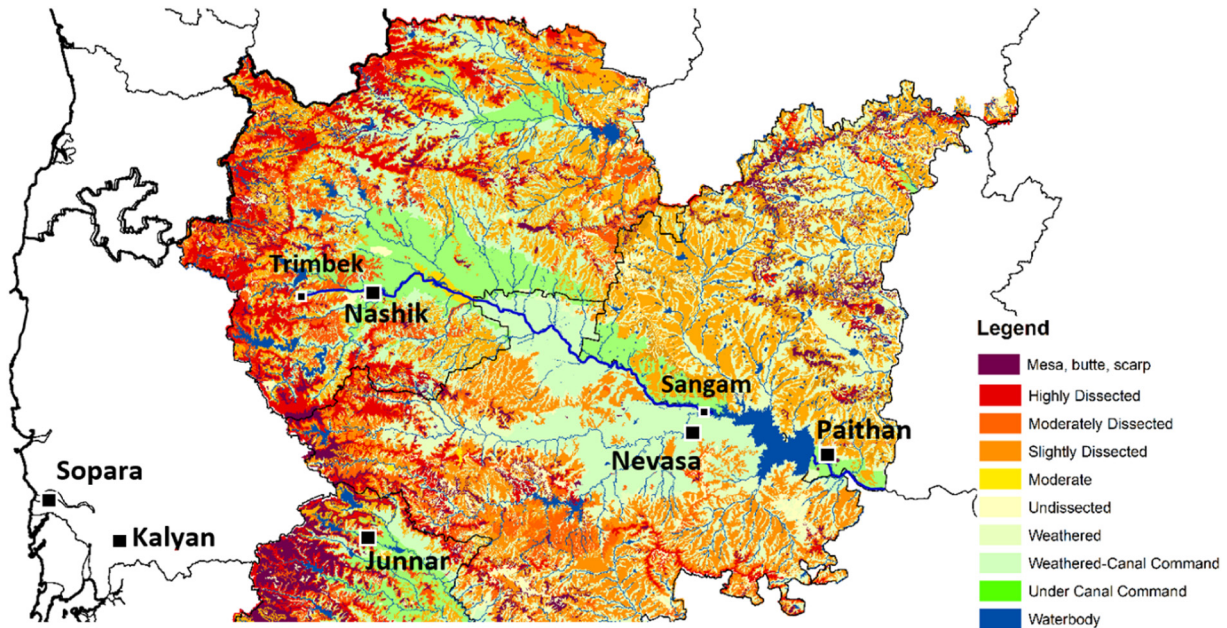 Trimbek
Nashik
Sangam
Nevasa
Paithan
Sopara
Kalyan
Junnar
Legend
Mesa, butte, scarp
Highly Dissected
Moderately Dissected
Slightly Dissected
Moderate
Undissected
Weathered
Weathered-Canal Command
Under Canal Command
Waterbody